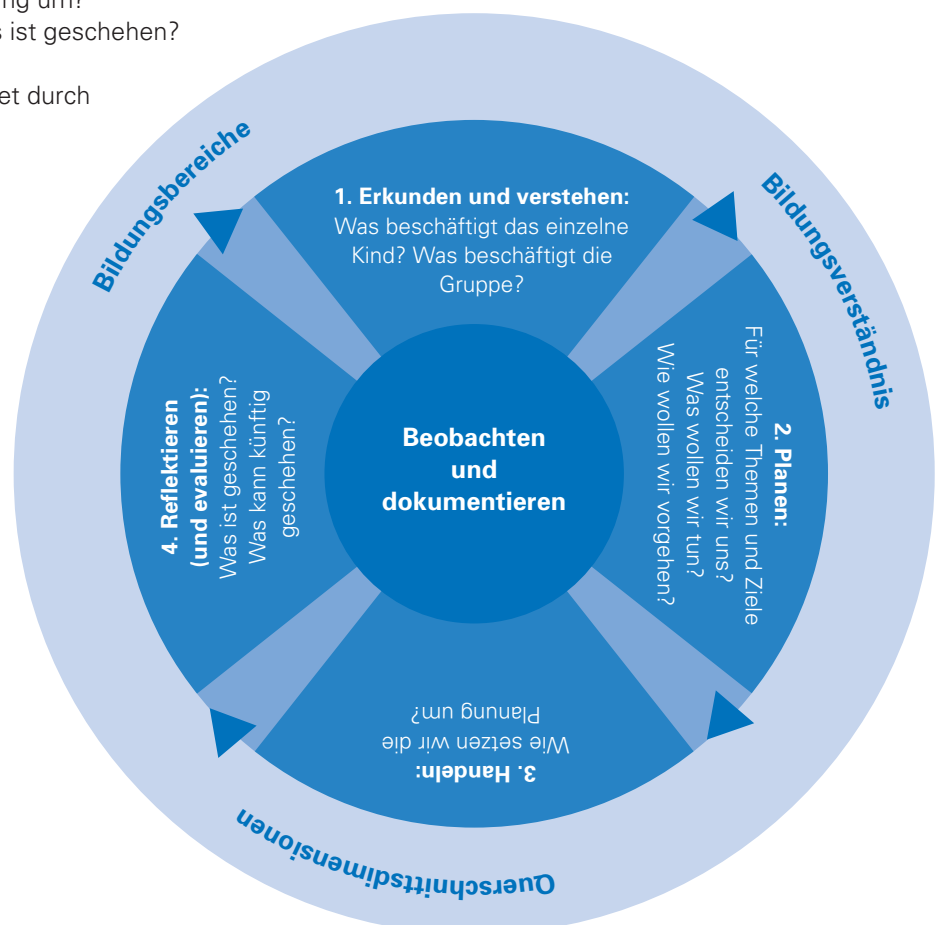 ng um?
s ist geschehen?
et durch
Bildungsbereiche
Bildungsverständnis
1. Erkunden und verstehen:
Was beschäftigt das einzelne
Kind? Was beschäftigt die
Gruppe?
2. Planen:
Für welche Themen und Ziele
entscheiden wir uns?
Was wollen wir tun?
Wie wollen wir vorgehen?
Beobachten
und
dokumentieren
3. Handeln:
Wie setzen wir die
Planung um?
4. Reflektieren
(und evaluieren):
Was ist geschehen?
Was kann künftig
geschehen?
Querschnittsdimensionen